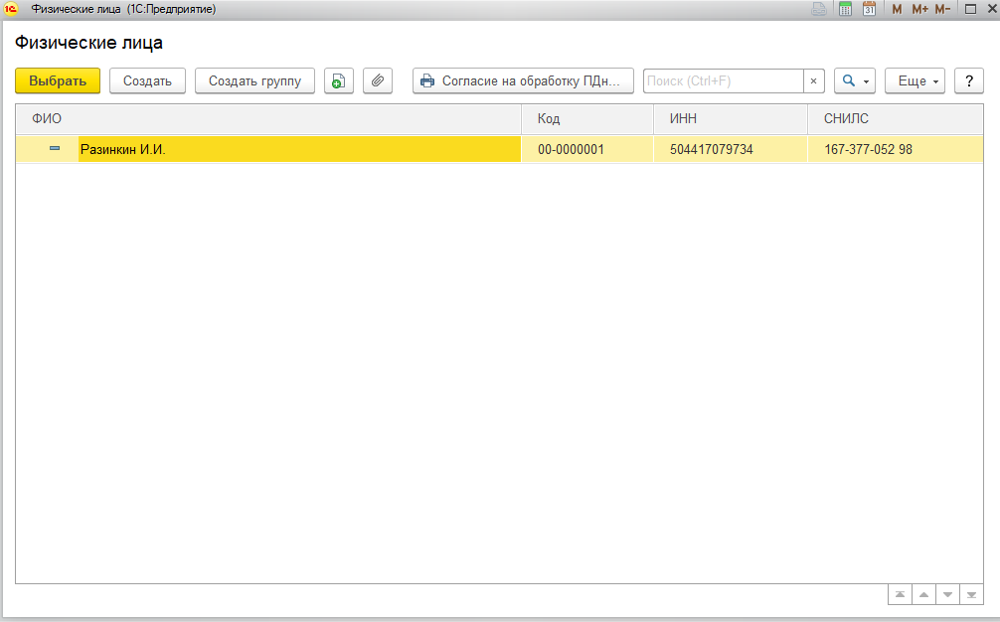 1С Физические лица (1С:Предприятие) 31 M M+ M-
Физические лица
Выбрать Создать Создать группу Согласие на обработку ПДн... Поиск (Ctrl+F) × Еще ?
ФИО Код ИНН СНИЛС
Разинкин И.И. 00-0000001 504417079734 167-377-052 98